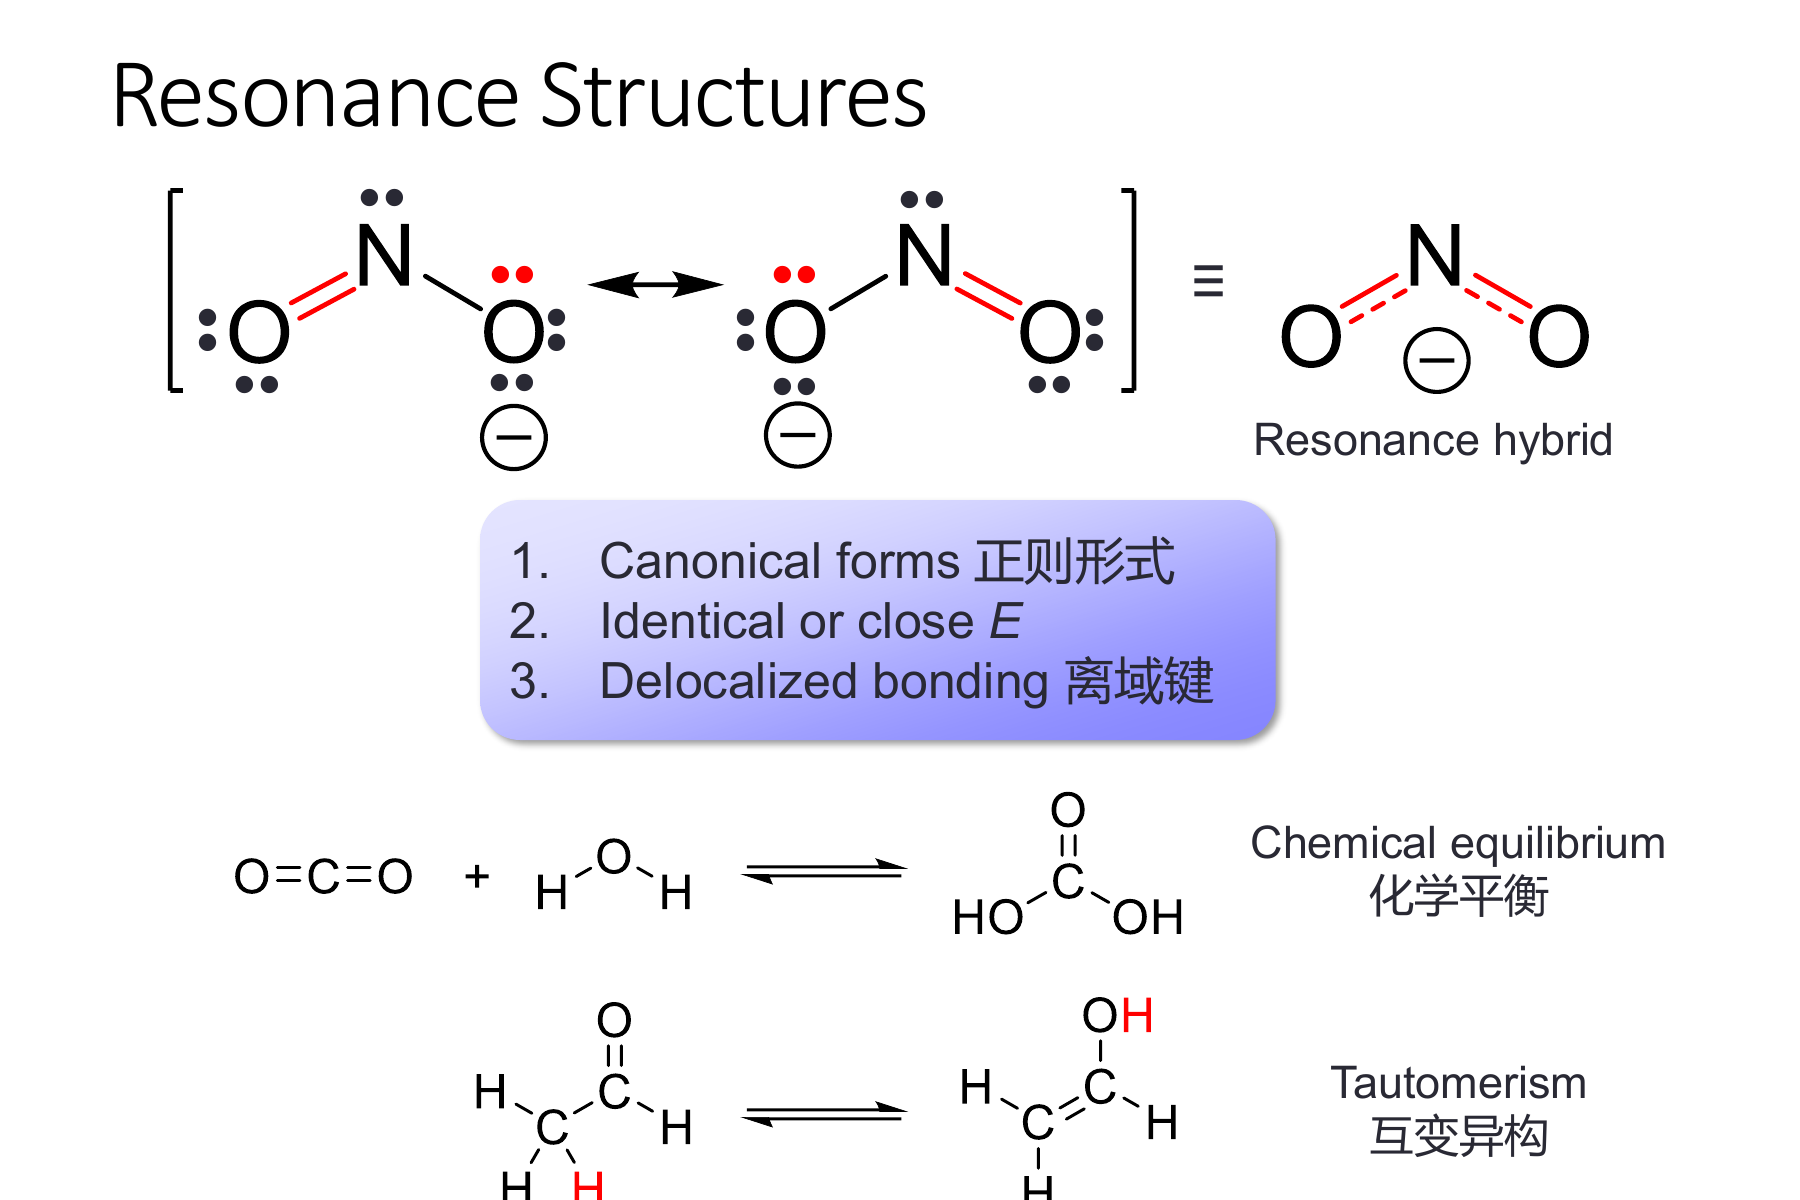 Resonance Structures
N N N
O O O O O O
Resonance hybrid
1. Canonical forms 正则形式
2. Identical or close E
3. Delocalized bonding 离域键
O
O=C=O + H O H C
HO OH
Chemical equilibrium
化学平衡
O OH
H C H C
C H C H
H H H
Tautomerism
互变异构